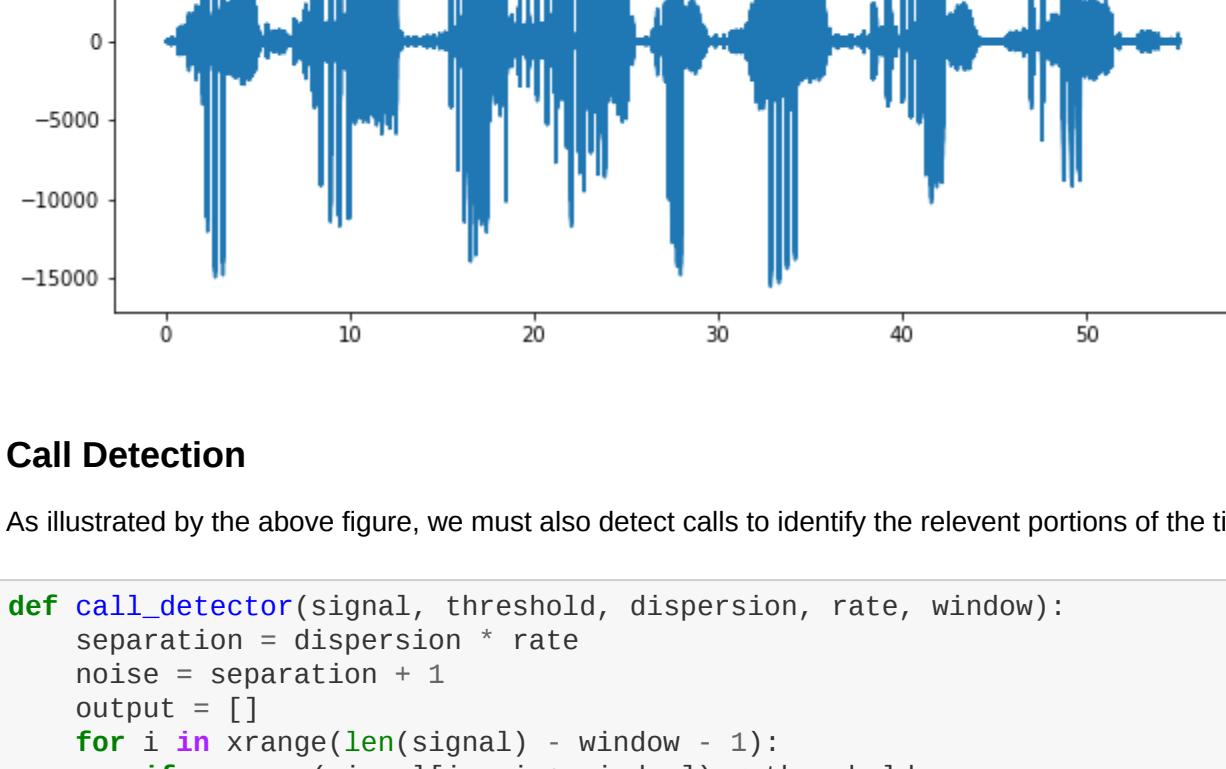 0
−5000
−10000
−15000
0 10 20 30 40 50
Call Detection
As illustrated by the above figure, we must also detect calls to identify the relevent portions of the
def call_detector(signal, threshold, dispersion, rate, window):
    separation = dispersion * rate
    noise = separation + 1
    output = []
    for i in xrange(len(signal) - window - 1):